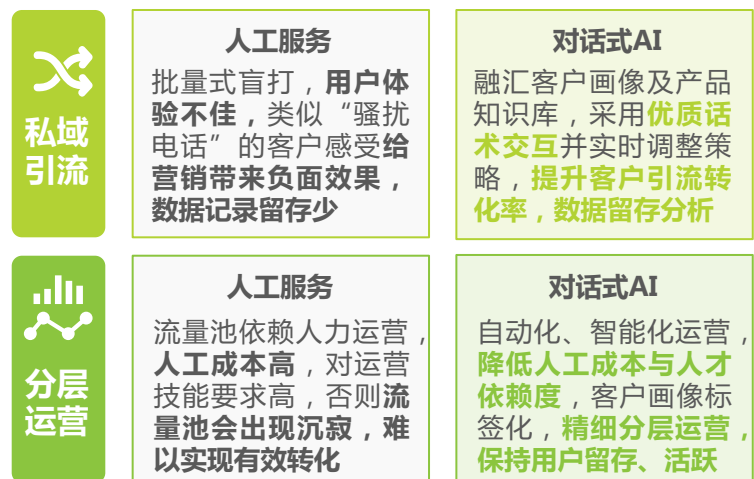 私域
引流
人工服务
批量式盲打，用户体
验不佳，类似“骚扰
电话”的客户感受给
营销带来负面效果，
数据记录留存少
对话式AI
融汇客户画像及产品
知识库，采用优质话
术交互并实时调整策
略，提升客户引流转
化率，数据留存分析
分层
运营
人工服务
流量池依赖人力运营，
人工成本高，对运营
技能要求高，否则流
量池会出现沉寂，难
以实现有效转化
对话式AI
自动化、智能化运营，
降低人工成本与人才
依赖度，客户画像标
签化，精细分层运营，
保持用户留存、活跃